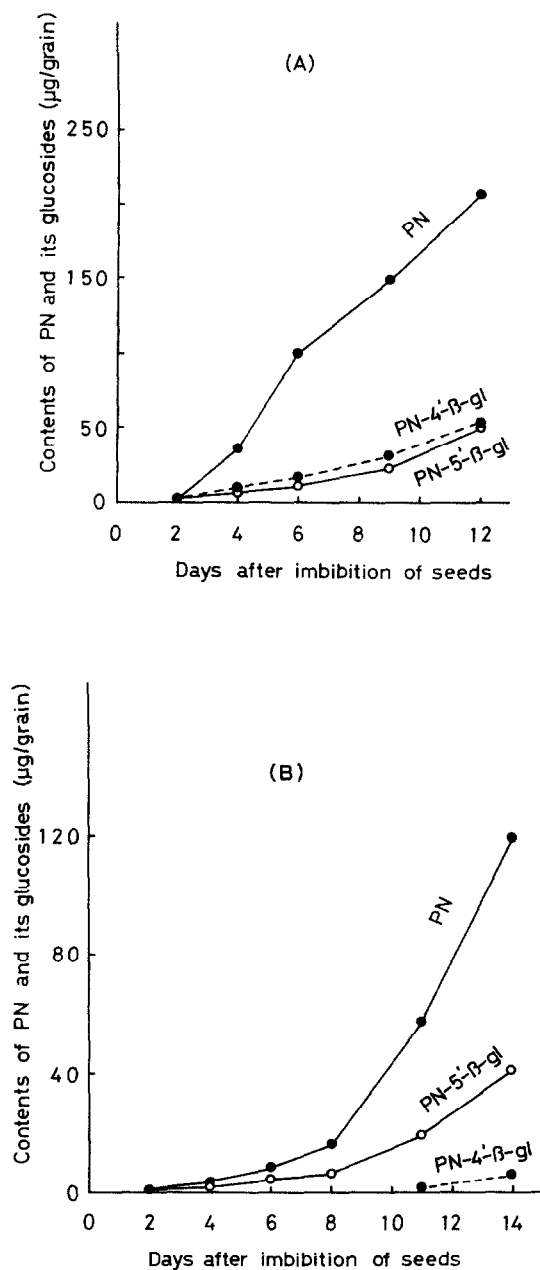 (A)
Contents of PN and its glucosides (µg/grain)
250
150
50
0
PN
PN-4'-β-gl
PN-5'-β-gl
0 2 4 6 8 10 12
Days after imbibition of seeds
(B)
Contents of PN and its glucosides (µg/grain)
120
80
40
0
PN
PN-5'-β-gl
PN-4'-β-gl
0 2 4 6 8 10 12 14
Days after imbibition of seeds